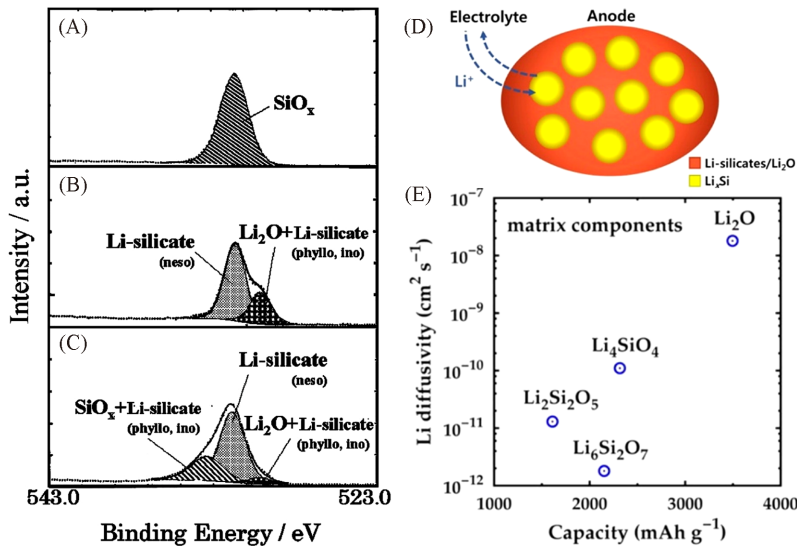 (A)
SiOₓ
(B)
Li-silicate
(neso)
Li₂O+Li-silicate
(phyllo, ino)
(C)
Li-silicate
(neso)
SiOₓ+Li-silicate
(phyllo, ino)
Li₂O+Li-silicate
(phyllo, ino)
Intensity / a.u.
543.0
523.0
Binding Energy / eV
(D)
Electrolyte
Anode
Li⁺
Li-silicates/Li₂O
LiₓSi
(E)
matrix components
Li₂O
Li₄SiO₄
Li₂Si₂O₅
Li₆Si₂O₇
Li diffusivity (cm² s⁻¹)
10⁻⁷
10⁻⁸
10⁻⁹
10⁻¹⁰
10⁻¹¹
10⁻¹²
1000
2000
3000
4000
Capacity (mAh g⁻¹)